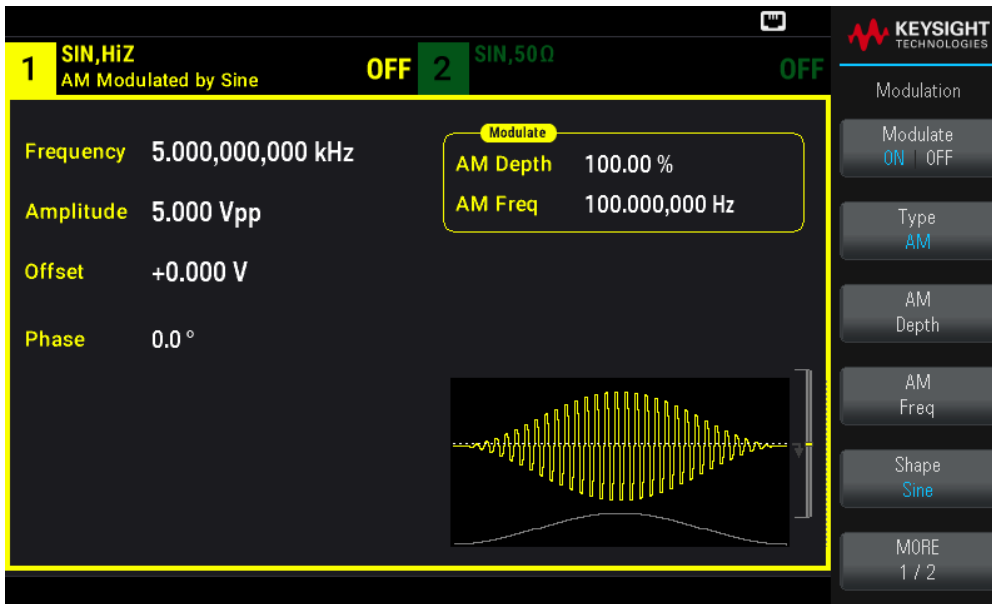 1
SIN,HiZ
AM Modulated by Sine
OFF
2
SIN,50Ω
OFF
Frequency 5.000,000,000 kHz
Amplitude 5.000 Vpp
Offset +0.000 V
Phase 0.0 °
Modulate
AM Depth 100.00 %
AM Freq 100.000,000 Hz
KEYSIGHT
TECHNOLOGIES
Modulation
Modulate
ON | OFF
Type
AM
AM
Depth
AM
Freq
Shape
Sine
MORE
1 / 2